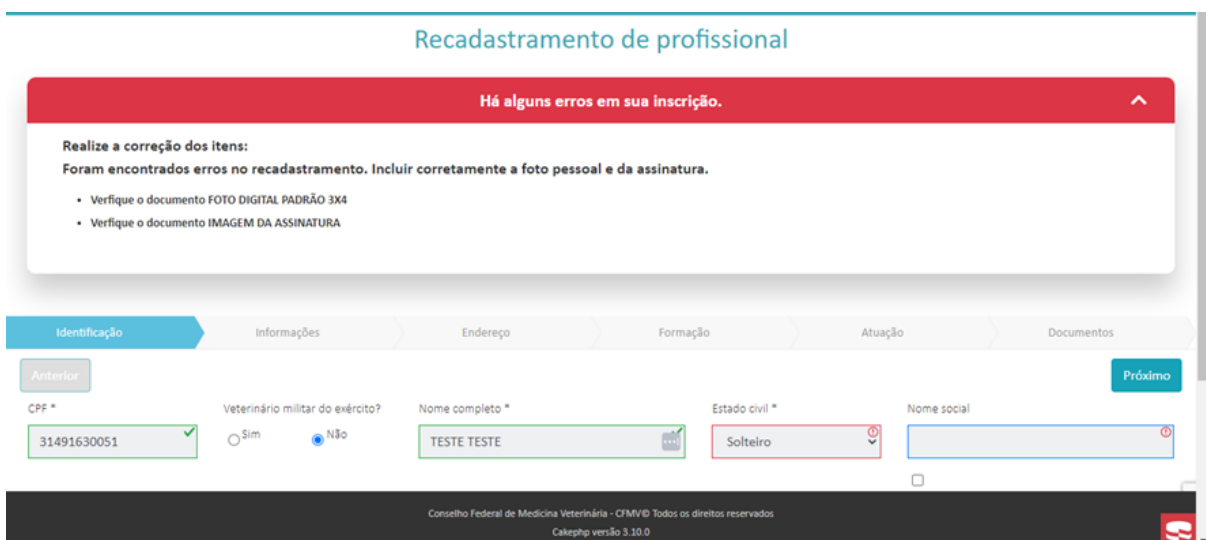 Recadastramento de profissional
Há alguns erros em sua inscrição.
Realize a correção dos itens:
Foram encontrados erros no recadastramento. Incluir corretamente a foto pessoal e da assinatura.
• Verfique o documento FOTO DIGITAL PADRÃO 3X4
• Verfique o documento IMAGEM DA ASSINATURA
Identificação Informações Endereço Formação Atuação Documentos
Anterior Próximo
CPF * Veterinário militar do exército? Nome completo * Estado civil * Nome social
31491630051 Sim Não TESTE TESTE Solteiro
Conselho Federal de Medicina Veterinária - CFMV© Todos os direitos reservados
Cakephp versão 3.10.0